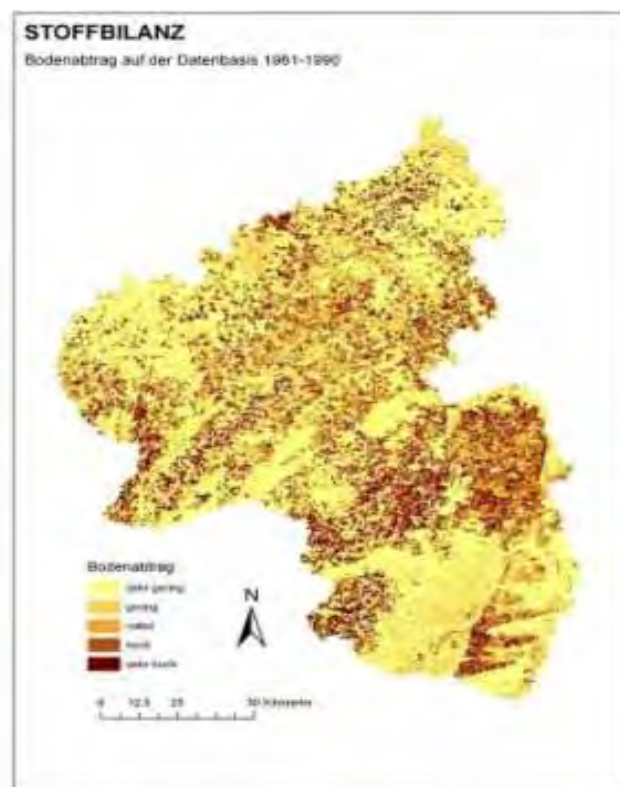 STOFFBILANZ
Bodenabtrag auf der Datenbasis 1961-1990
Bodenabtrag
sehr gering
gering
mittel
hoch
sehr hoch
N
0 12.5 25 50 Kilometer